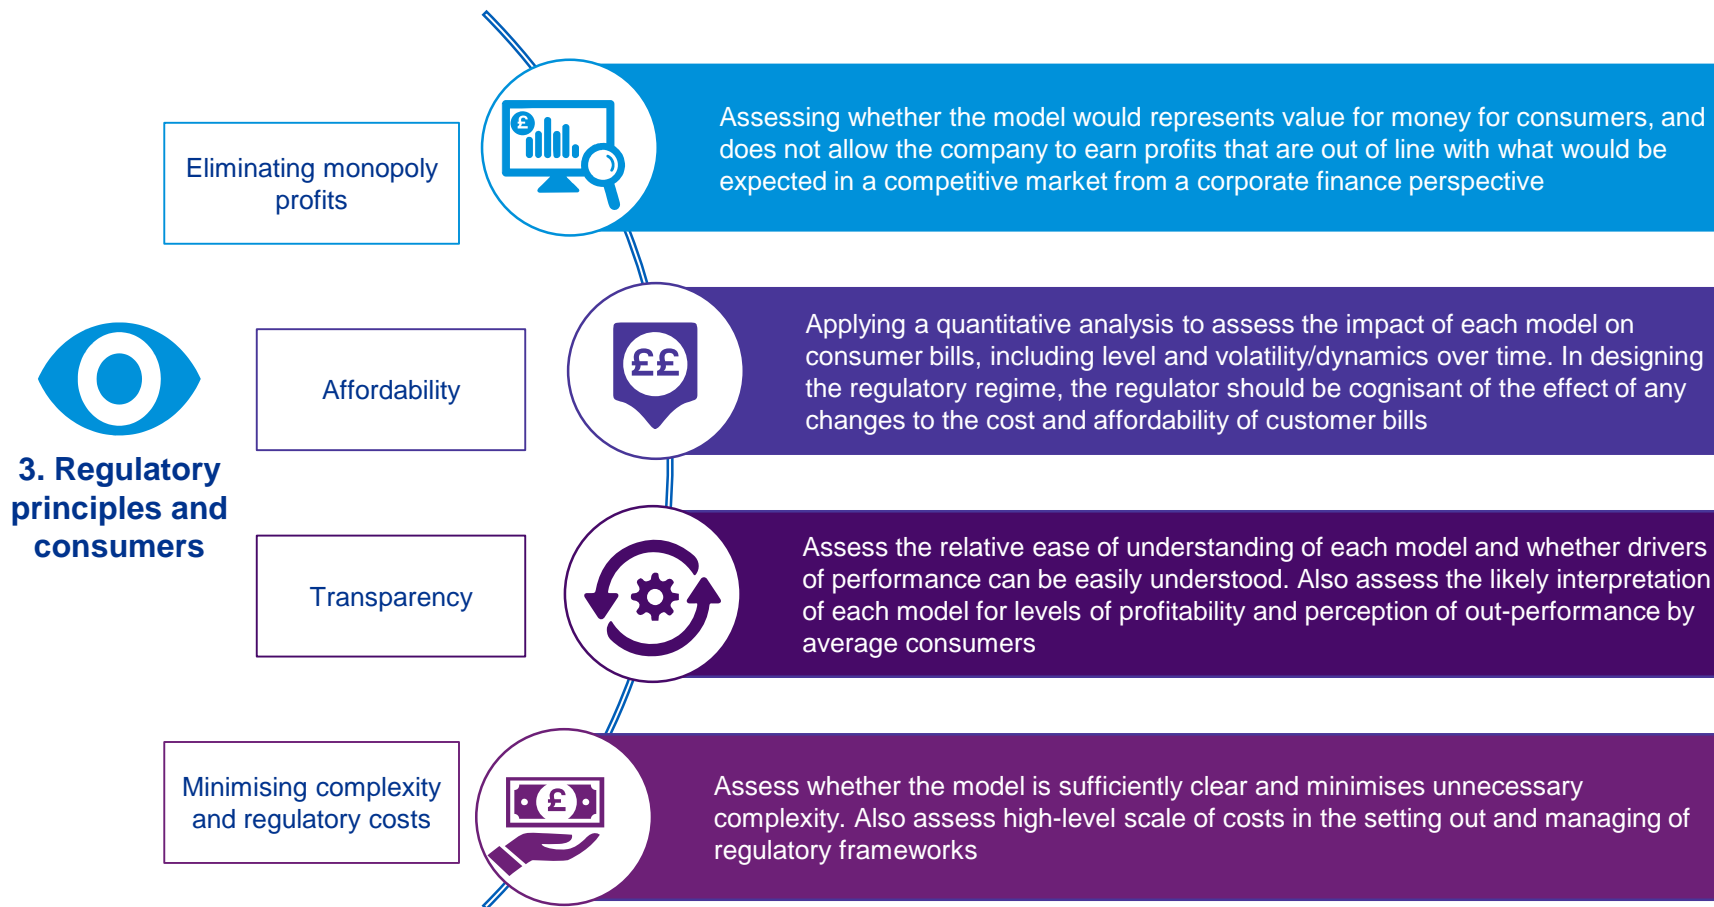 3. Regulatory
principles and
consumers
Eliminating monopoly
profits
£
Assessing whether the model would represents value for money for consumers, and
does not allow the company to earn profits that are out of line with what would be
expected in a competitive market from a corporate finance perspective
Affordability
££
Applying a quantitative analysis to assess the impact of each model on
consumer bills, including level and volatility/dynamics over time. In designing
the regulatory regime, the regulator should be cognisant of the effect of any
changes to the cost and affordability of customer bills
Transparency
Assess the relative ease of understanding of each model and whether drivers
of performance can be easily understood. Also assess the likely interpretation
of each model for levels of profitability and perception of out-performance by
average consumers
Minimising complexity
and regulatory costs
£
Assess whether the model is sufficiently clear and minimises unnecessary
complexity. Also assess high-level scale of costs in the setting out and managing of
regulatory frameworks